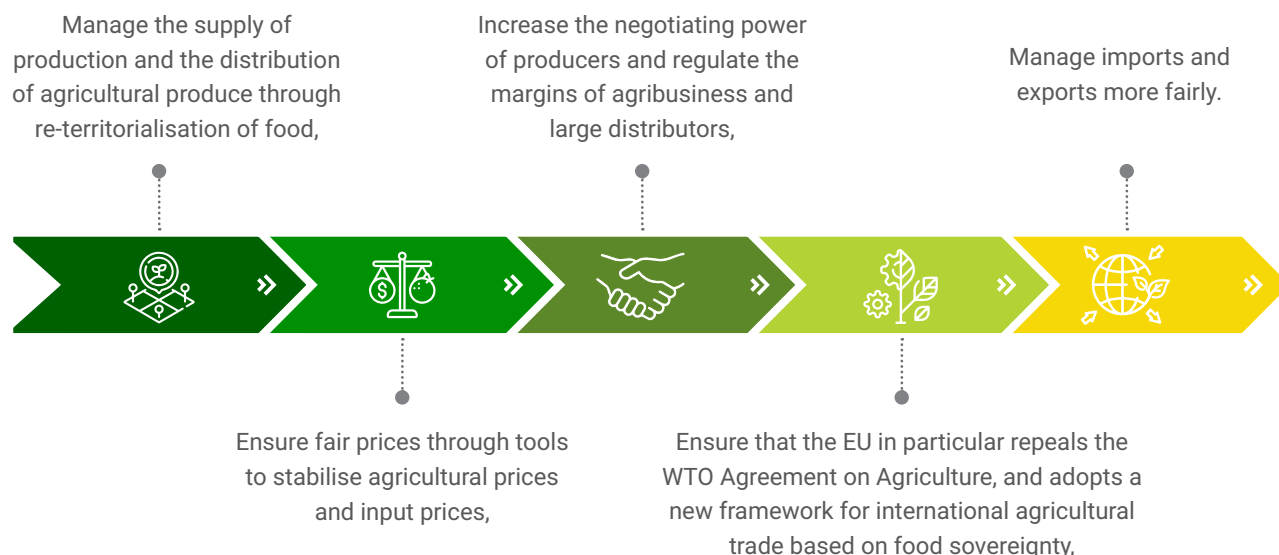 Manage the supply of
production and the distribution
of agricultural produce through
re-territorialisation of food,
Ensure fair prices through tools
to stabilise agricultural prices
and input prices,
Increase the negotiating power
of producers and regulate the
margins of agribusiness and
large distributors,
Ensure that the EU in particular repeals the
WTO Agreement on Agriculture, and adopts a
new framework for international agricultural
trade based on food sovereignty,
Manage imports and
exports more fairly.